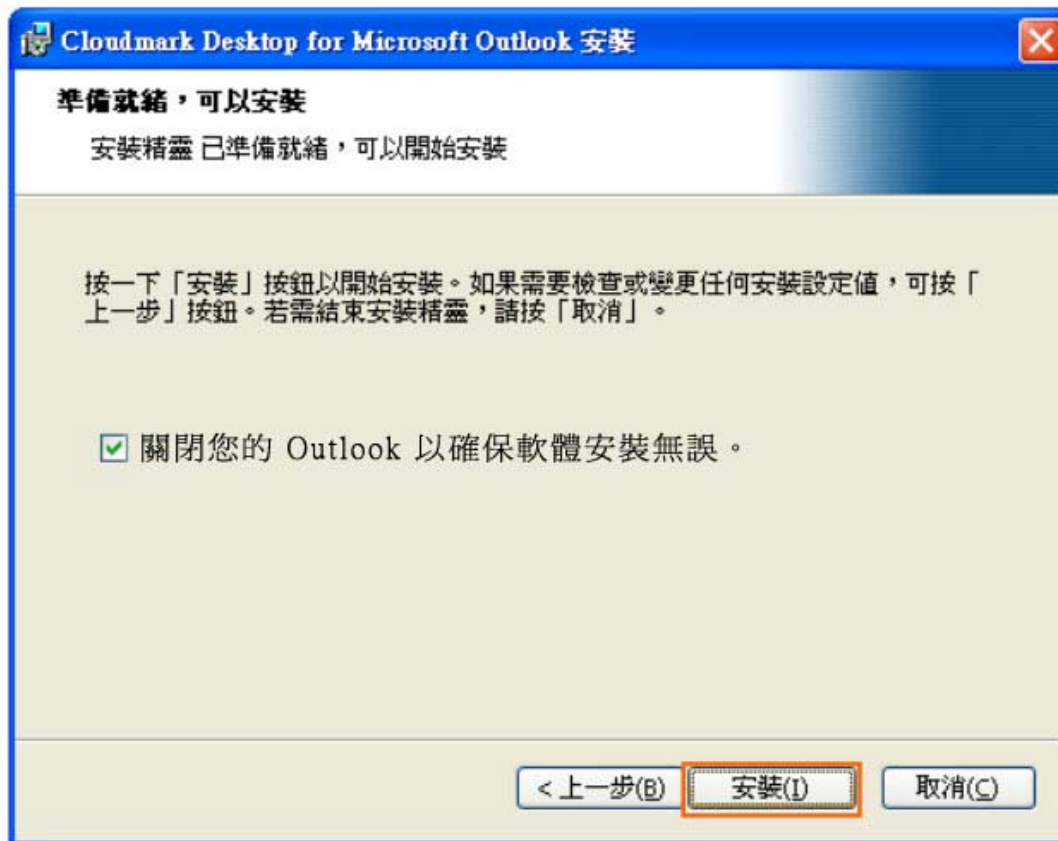 Cloudmark Desktop for Microsoft Outlook 安裝
準備就緒，可以安裝
安裝精靈 已準備就緒，可以開始安裝
按一下「安裝」按鈕以開始安裝。如果需要檢查或變更任何安裝設定值，可按「
上一步」按鈕。若需結束安裝精靈，請按「取消」。
關閉您的 Outlook 以確保軟體安裝無誤。
< 上一步(B) 安裝(I) 取消(C)